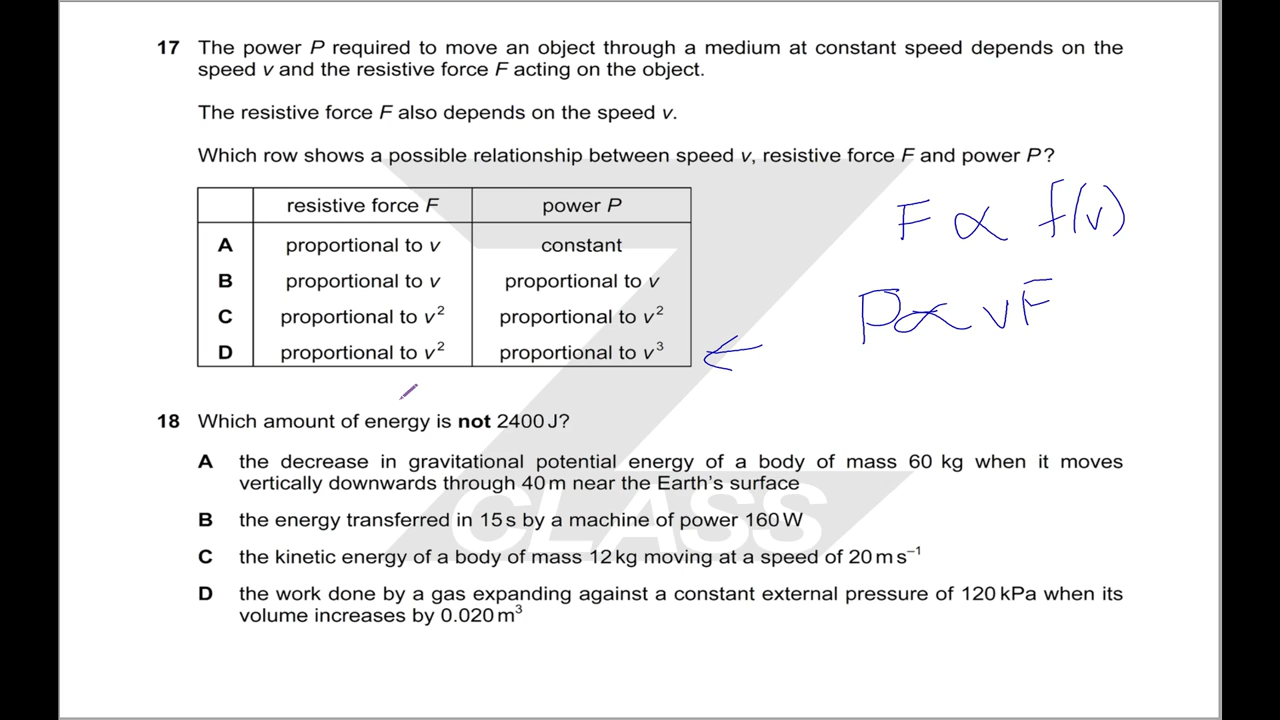 17 The power P required to move an object through a medium at constant speed depends on the
speed v and the resistive force F acting on the object.
The resistive force F also depends on the speed v.
Which row shows a possible relationship between speed v, resistive force F and power P?
resistive force F power P
A proportional to v constant
B proportional to v proportional to v
C proportional to v² proportional to v²
D proportional to v² proportional to v³
F ∝ f(v)
P ∝ vF
18 Which amount of energy is not 2400 J?
A the decrease in gravitational potential energy of a body of mass 60 kg when it moves
vertically downwards through 40 m near the Earth's surface
B the energy transferred in 15 s by a machine of power 160 W
C the kinetic energy of a body of mass 12 kg moving at a speed of 20 m s⁻¹
D the work done by a gas expanding against a constant external pressure of 120 kPa when its
volume increases by 0.020 m³
CLASS